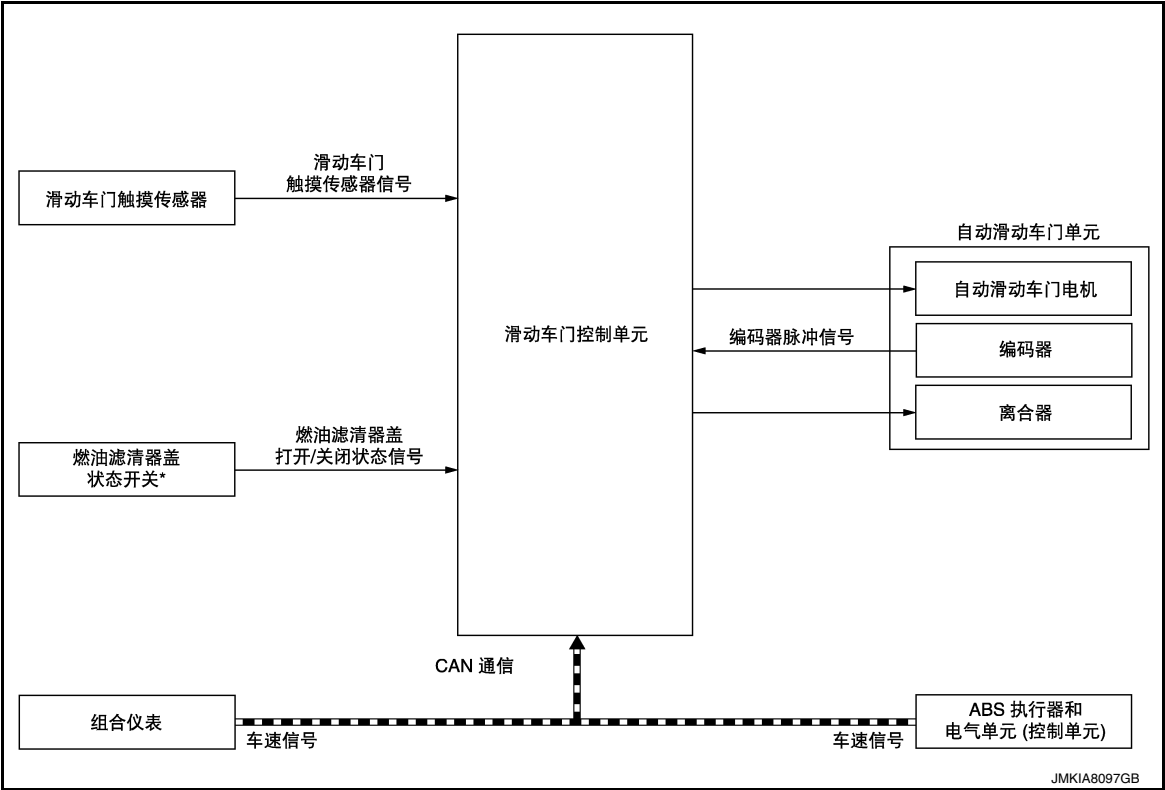 滑动车门
触摸传感器信号
滑动车门触摸传感器
自动滑动车门单元
自动滑动车门电机
滑动车门控制单元
编码器脉冲信号
编码器
离合器
燃油滤清器盖
打开/关闭状态信号
燃油滤清器盖
状态开关*
CAN 通信
组合仪表
车速信号
车速信号
ABS 执行器和
电气单元 (控制单元)
JMKIA8097GB